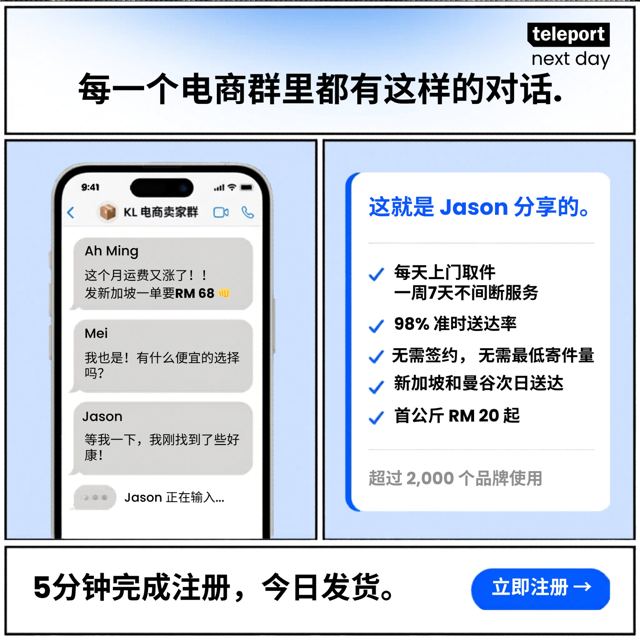 teleport
next day
每一个电商群里都有这样的对话.
9:41
KL 电商卖家群
Ah Ming
这个月运费又涨了！！
发新加坡一单要RM 68
Mei
我也是！有什么便宜的选择
吗?
Jason
等我一下，我刚找到了些好
康！
Jason 正在输入...
这就是 Jason 分享的。
每天上门取件
一周7天不间断服务
98% 准时送达率
无需签约， 无需最低寄件量
新加坡和曼谷次日送达
首公斤 RM 20 起
超过 2,000 个品牌使用
5分钟完成注册，今日发货。
立即注册 →